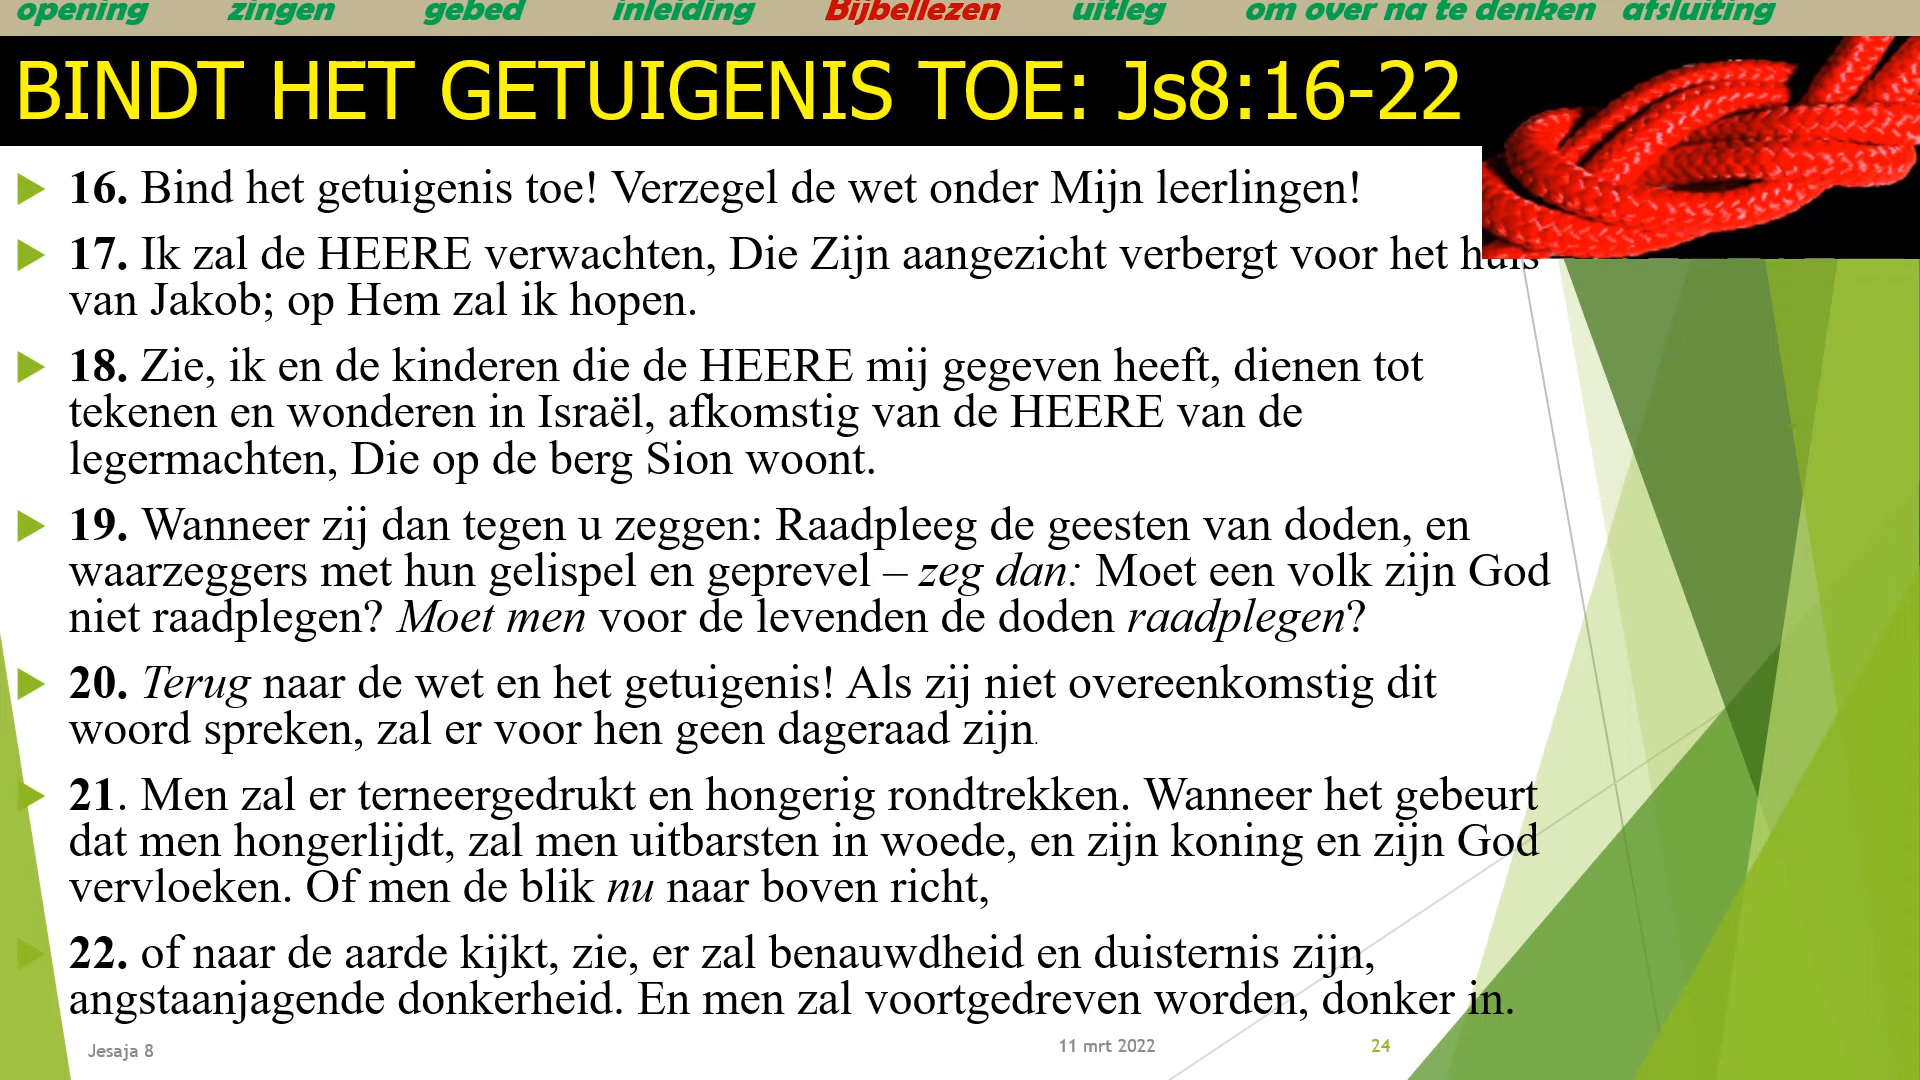 opening zingen gebed inleiding Bijbellezen uitleg om over na te denken afsluiting
BINDT HET GETUIGENIS TOE: Js8:16-22
16. Bind het getuigenis toe! Verzegel de wet onder Mijn leerlingen!
17. Ik zal de HEERE verwachten, Die Zijn aangezicht verbergt voor het huis
van Jakob; op Hem zal ik hopen.
18. Zie, ik en de kinderen die de HEERE mij gegeven heeft, dienen tot
tekenen en wonderen in Israël, afkomstig van de HEERE van de
legermachten, Die op de berg Sion woont.
19. Wanneer zij dan tegen u zeggen: Raadpleeg de geesten van doden, en
waarzeggers met hun gelispel en geprevel – zeg dan: Moet een volk zijn God
niet raadplegen? Moet men voor de levenden de doden raadplegen?
20. Terug naar de wet en het getuigenis! Als zij niet overeenkomstig dit
woord spreken, zal er voor hen geen dageraad zijn.
21. Men zal er terneergedrukt en hongerig rondtrekken. Wanneer het gebeurt
dat men hongerlijdt, zal men uitbarsten in woede, en zijn koning en zijn God
vervloeken. Of men de blik nu naar boven richt,
22. of naar de aarde kijkt, zie, er zal benauwdheid en duisternis zijn,
angstaanjagende donkerheid. En men zal voortgedreven worden, donker in.
Jesaja 8 11 mrt 2022 24